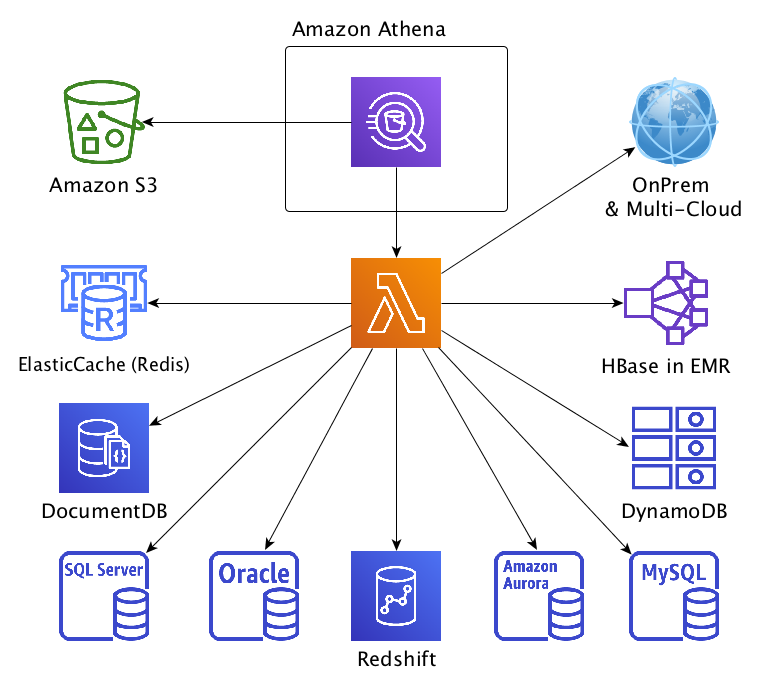 Amazon Athena
Amazon S3
OnPrem
& Multi-Cloud
ElasticCache (Redis)
R
HBase in EMR
DocumentDB
{}
DynamoDB
SQL Server
Oracle
Amazon
Aurora
MySQL
Redshift